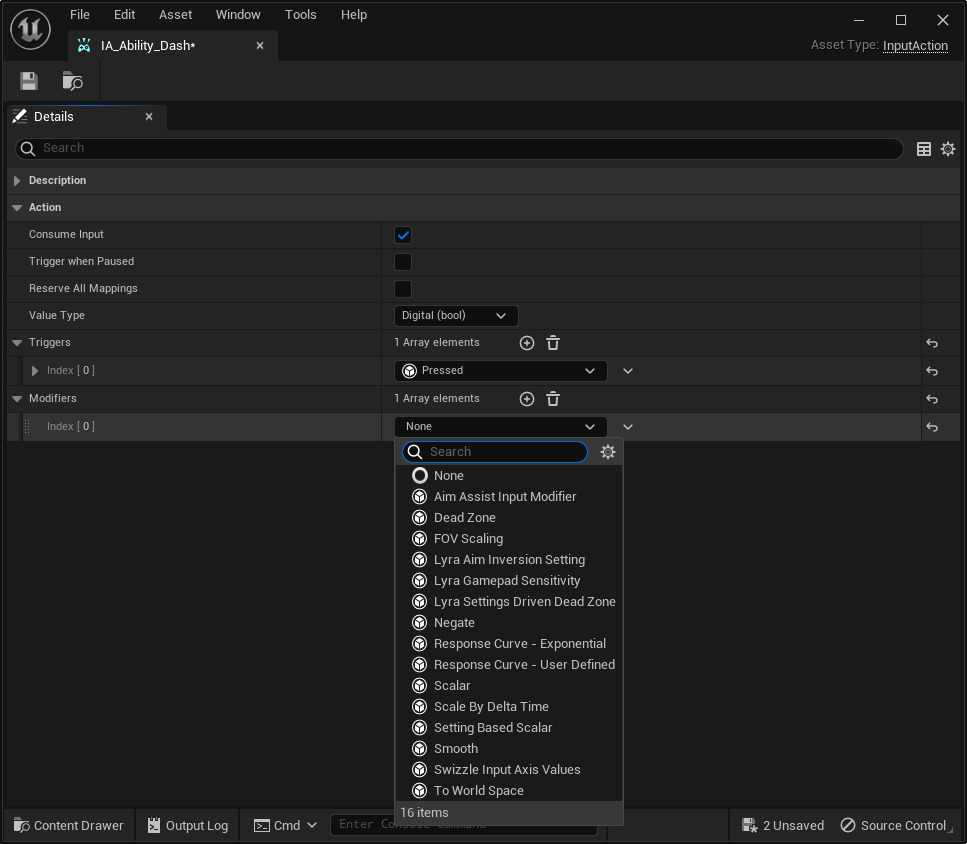 File Edit Asset Window Tools Help
IA_Ability_Dash*
Asset Type: InputAction
Details
Search
Description
Action
Consume Input
Trigger when Paused
Reserve All Mappings
Value Type Digital (bool)
Triggers 1 Array elements
Index [ 0 ] Pressed
Modifiers 1 Array elements
Index [ 0 ] None
Search
None
Aim Assist Input Modifier
Dead Zone
FOV Scaling
Lyra Aim Inversion Setting
Lyra Gamepad Sensitivity
Lyra Settings Driven Dead Zone
Negate
Response Curve - Exponential
Response Curve - User Defined
Scalar
Scale By Delta Time
Setting Based Scalar
Smooth
Swizzle Input Axis Values
To World Space
16 items
Content Drawer Output Log Cmd Enter Console Command 2 Unsaved Source Control